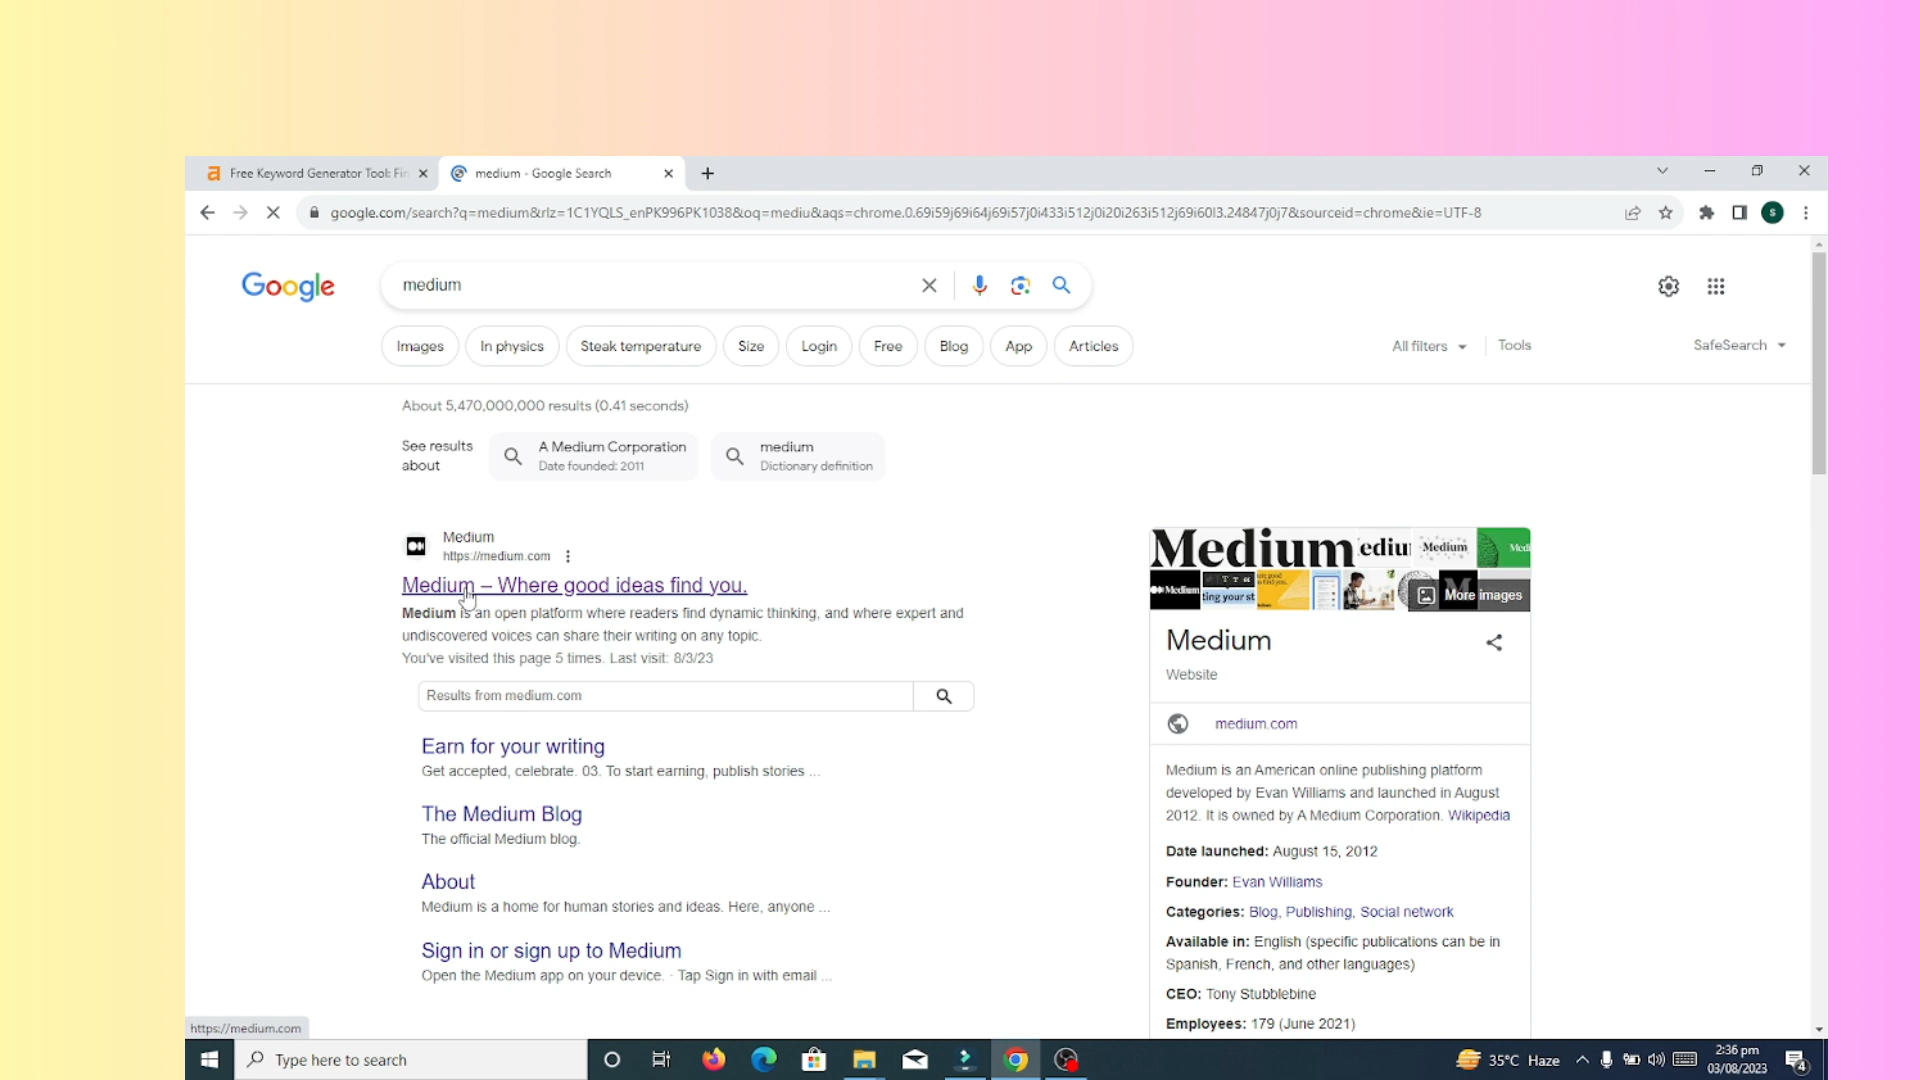 Free Keyword Generator Tool: Fin
medium - Google Search
google.com/search?q=medium&rlz=1C1YQLS_enPK996PK1038&oq=mediu&aqs=chrome.0.69i59j69i64j69i57j0i433i512j0i20i263i512j69i60l3.24847j0j7&sourceid=chrome&ie=UTF-8
S
Google
medium
Images
In physics
Steak temperature
Size
Login
Free
Blog
App
Articles
All filters
Tools
SafeSearch
About 5,470,000,000 results (0.41 seconds)
See results
about
A Medium Corporation
Date founded: 2011
medium
Dictionary definition
Medium
https://medium.com
Medium – Where good ideas find you.
Medium is an open platform where readers find dynamic thinking, and where expert and
undiscovered voices can share their writing on any topic.
You've visited this page 5 times. Last visit: 8/3/23
Results from medium.com
Earn for your writing
Get accepted, celebrate. 03. To start earning, publish stories ...
The Medium Blog
The official Medium blog.
About
Medium is a home for human stories and ideas. Here, anyone ...
Sign in or sign up to Medium
Open the Medium app on your device. · Tap Sign in with email ...
Medium
ediu
Medium
Medi
Medium
ting your st
More images
Medium
Website
medium.com
Medium is an American online publishing platform
developed by Evan Williams and launched in August
2012. It is owned by A Medium Corporation. Wikipedia
Date launched: August 15, 2012
Founder: Evan Williams
Categories: Blog, Publishing, Social network
Available in: English (specific publications can be in
Spanish, French, and other languages)
CEO: Tony Stubblebine
Employees: 179 (June 2021)
https://medium.com
Type here to search
35°C Haze
2:36 pm
03/08/2023
4